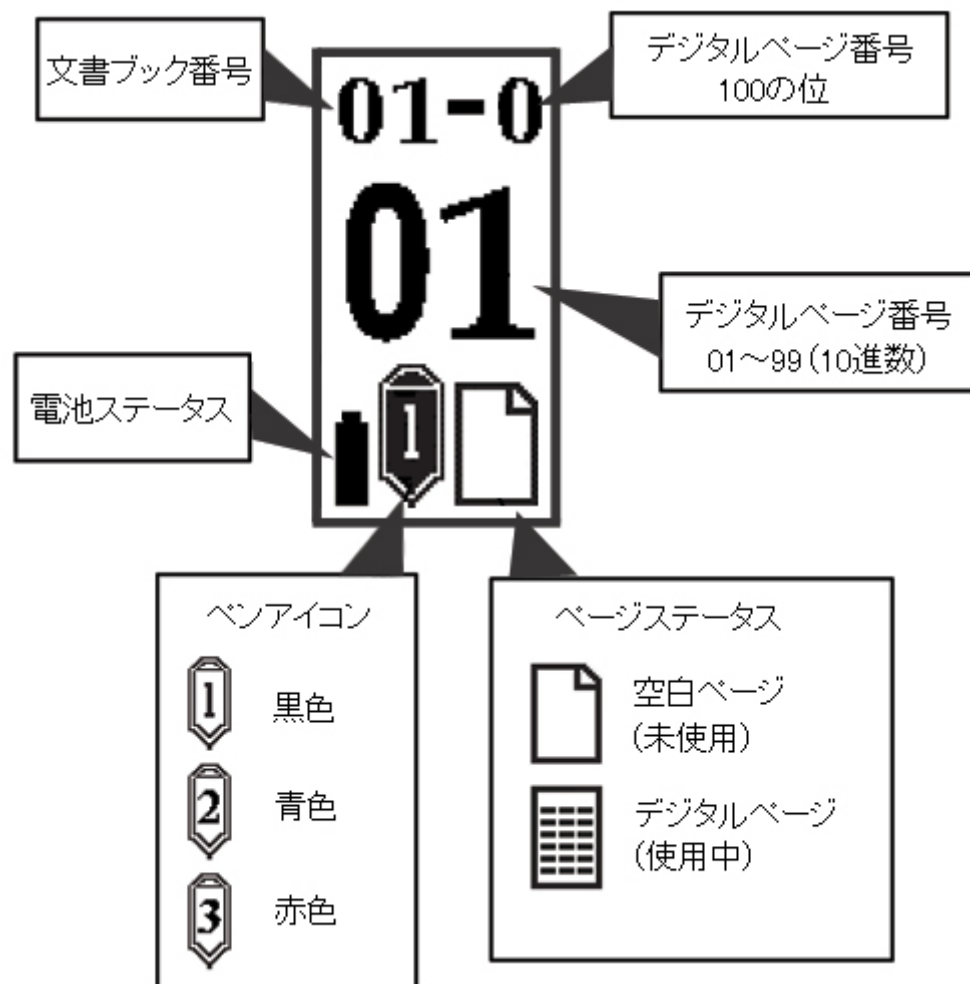 文書ブック番号
デジタルページ番号
100の位
01-0
01
デジタルページ番号
01～99(10進数)
電池ステータス
1
ペンアイコン
1 黒色
2 青色
3 赤色
ページステータス
空白ページ
(未使用)
デジタルページ
(使用中)